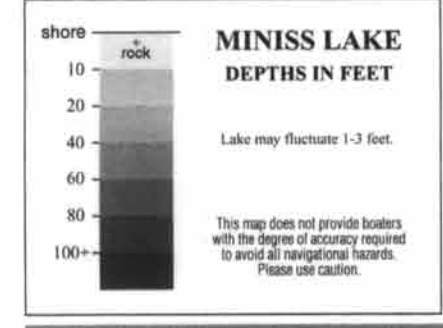 shore
+
rock
10
20
40
60
80
100+
MINISS LAKE
DEPTHS IN FEET
Lake may fluctuate 1-3 feet.
This map does not provide boaters
with the degree of accuracy required
to avoid all navigational hazards.
Please use caution.